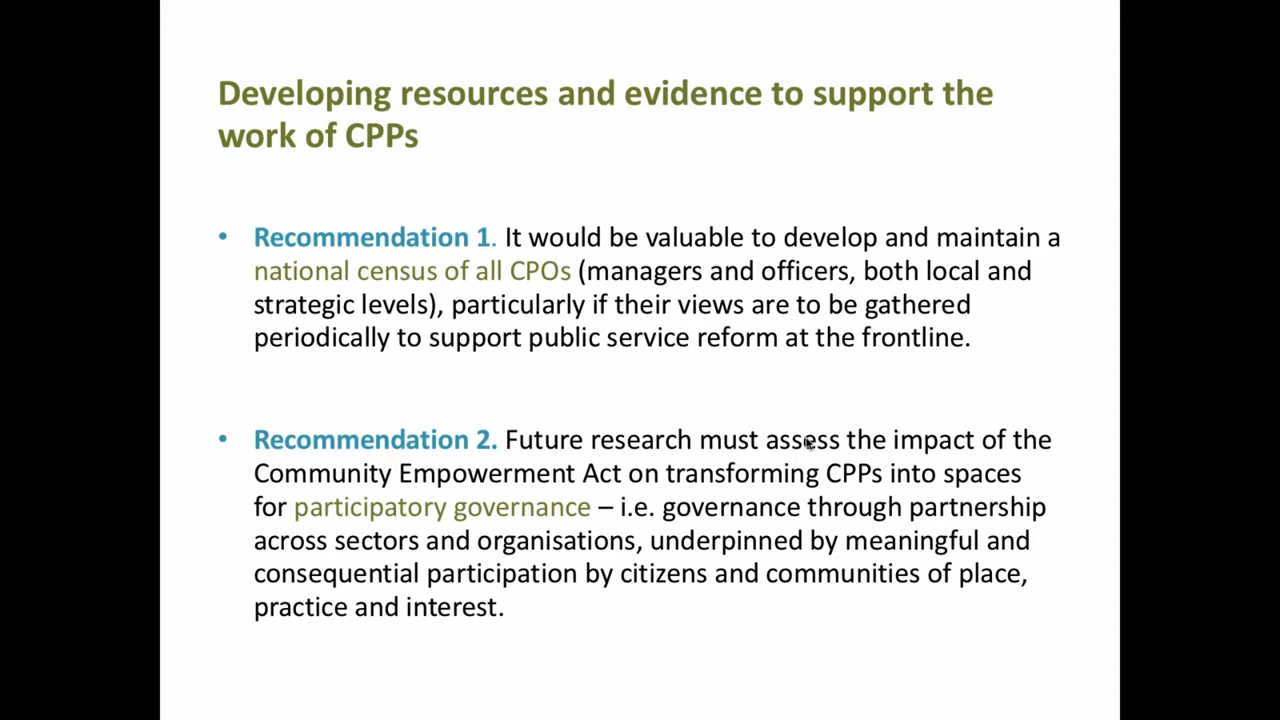 Developing resources and evidence to support the
work of CPPs
• Recommendation 1. It would be valuable to develop and maintain a
national census of all CPOs (managers and officers, both local and
strategic levels), particularly if their views are to be gathered
periodically to support public service reform at the frontline.
• Recommendation 2. Future research must assess the impact of the
Community Empowerment Act on transforming CPPs into spaces
for participatory governance – i.e. governance through partnership
across sectors and organisations, underpinned by meaningful and
consequential participation by citizens and communities of place,
practice and interest.